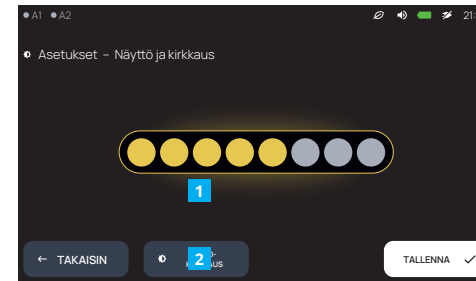 A1 A2 21:
Asetukset – Näyttö ja kirkkaus
1
← TAKAISIN
2
TALLENNA ✓